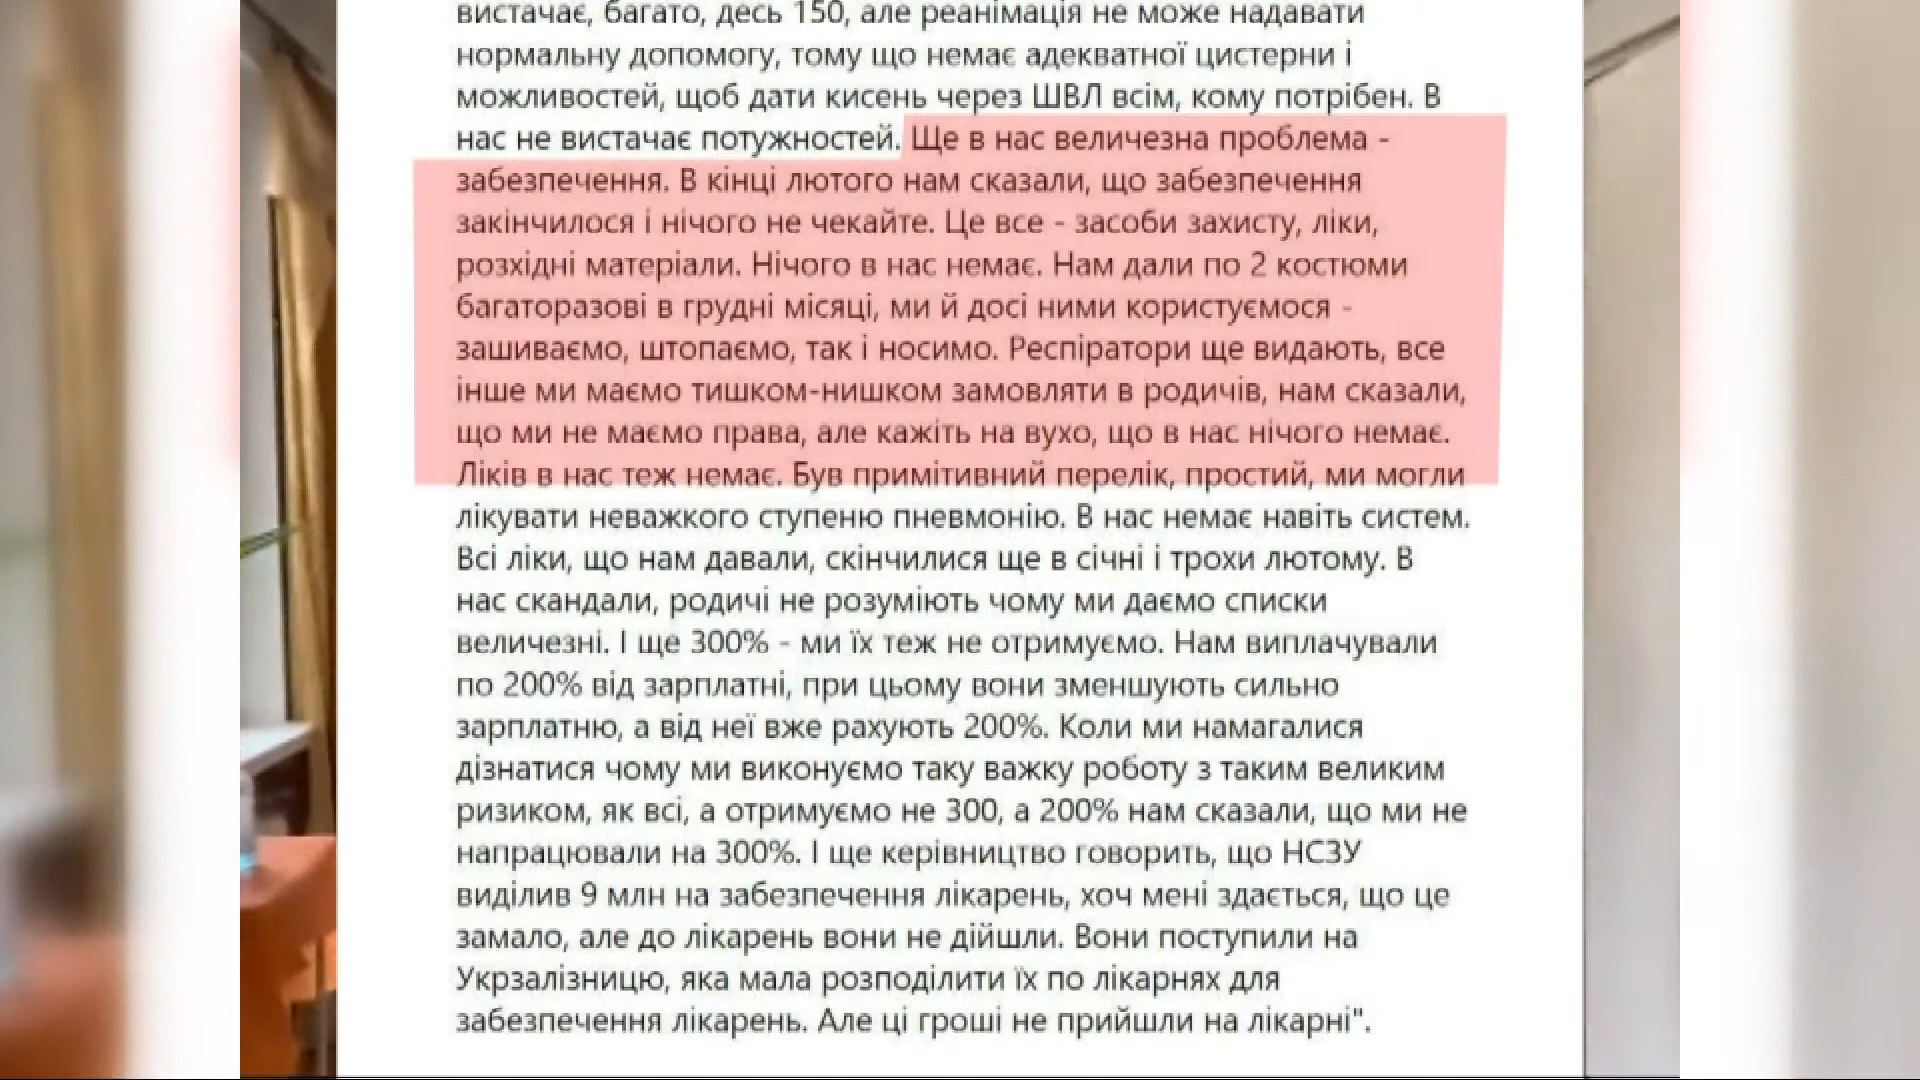 вистачає, багато, десь 150, але реанімація не може надавати
нормальну допомогу, тому що немає адекватної цистерни і
можливостей, щоб дати кисень через ШВЛ всім, кому потрібен. В
нас не вистачає потужностей. Ще в нас величезна проблема -
забезпечення. В кінці лютого нам сказали, що забезпечення
закінчилося і нічого не чекайте. Це все - засоби захисту, ліки,
розхідні матеріали. Нічого в нас немає. Нам дали по 2 костюми
багаторазові в грудні місяці, ми й досі ними користуємося -
зашиваємо, штопаємо, так і носимо. Респіратори ще видають, все
інше ми маємо тишком-нишком замовляти в родичів, нам сказали,
що ми не маємо права, але кажіть на вухо, що в нас нічого немає.
Ліків в нас теж немає. Був примітивний перелік, простий, ми могли
лікувати неважкого ступеню пневмонію. В нас немає навіть систем.
Всі ліки, що нам давали, скінчилися ще в січні і трохи лютому. В
нас скандали, родичі не розуміють чому ми даємо списки
величезні. І ще 300% - ми їх теж не отримуємо. Нам виплачували
по 200% від зарплатні, при цьому вони зменшують сильно
зарплатню, а від неї вже рахують 200%. Коли ми намагалися
дізнатися чому ми виконуємо таку важку роботу з таким великим
ризиком, як всі, а отримуємо не 300, а 200% нам сказали, що ми не
напрацювали на 300%. І ще керівництво говорить, що НСЗУ
виділив 9 млн на забезпечення лікарень, хоч мені здається, що це
замало, але до лікарень вони не дійшли. Вони поступили на
Укрзалізницю, яка мала розподілити їх по лікарнях для
забезпечення лікарень. Але ці гроші не прийшли на лікарні".